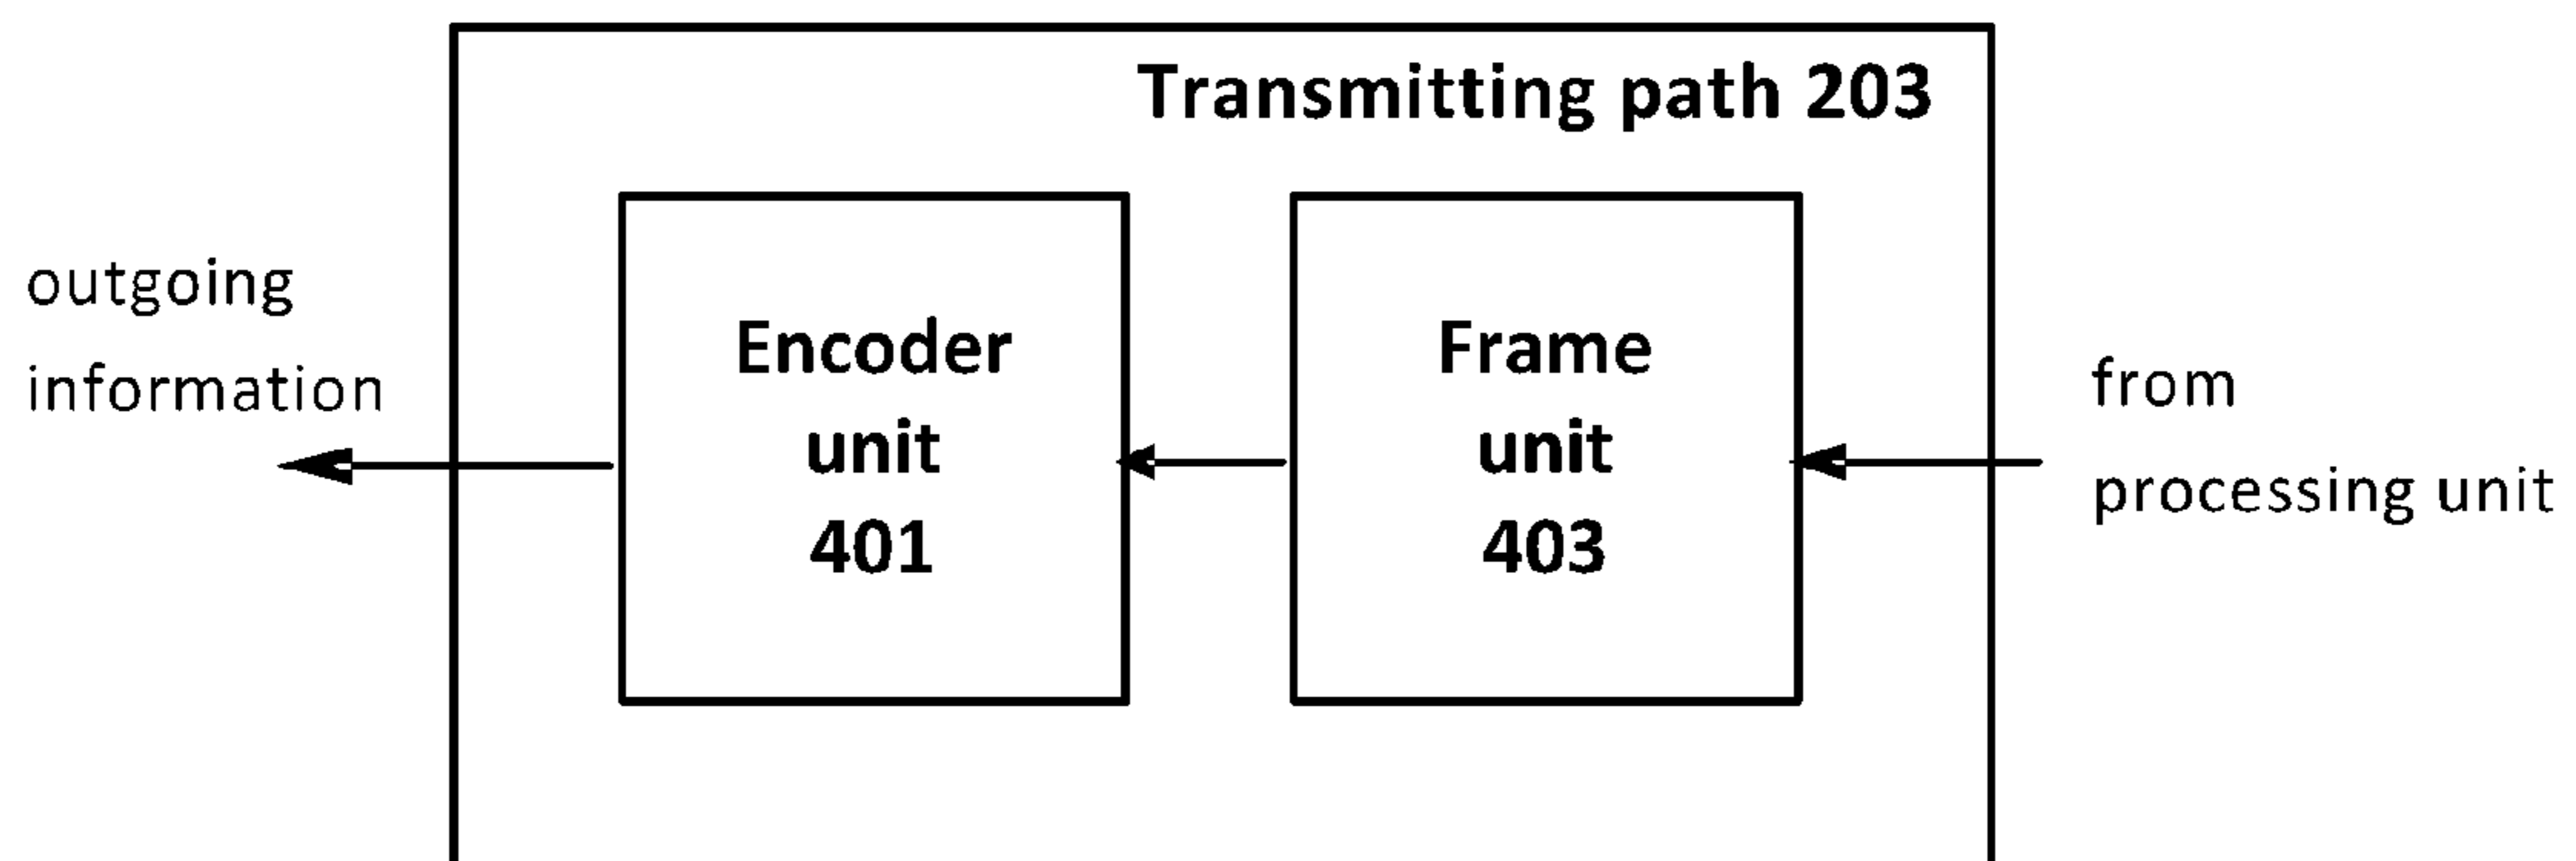 Transmitting path 203
outgoing
information
Encoder
unit
401
Frame
unit
403
from
processing unit